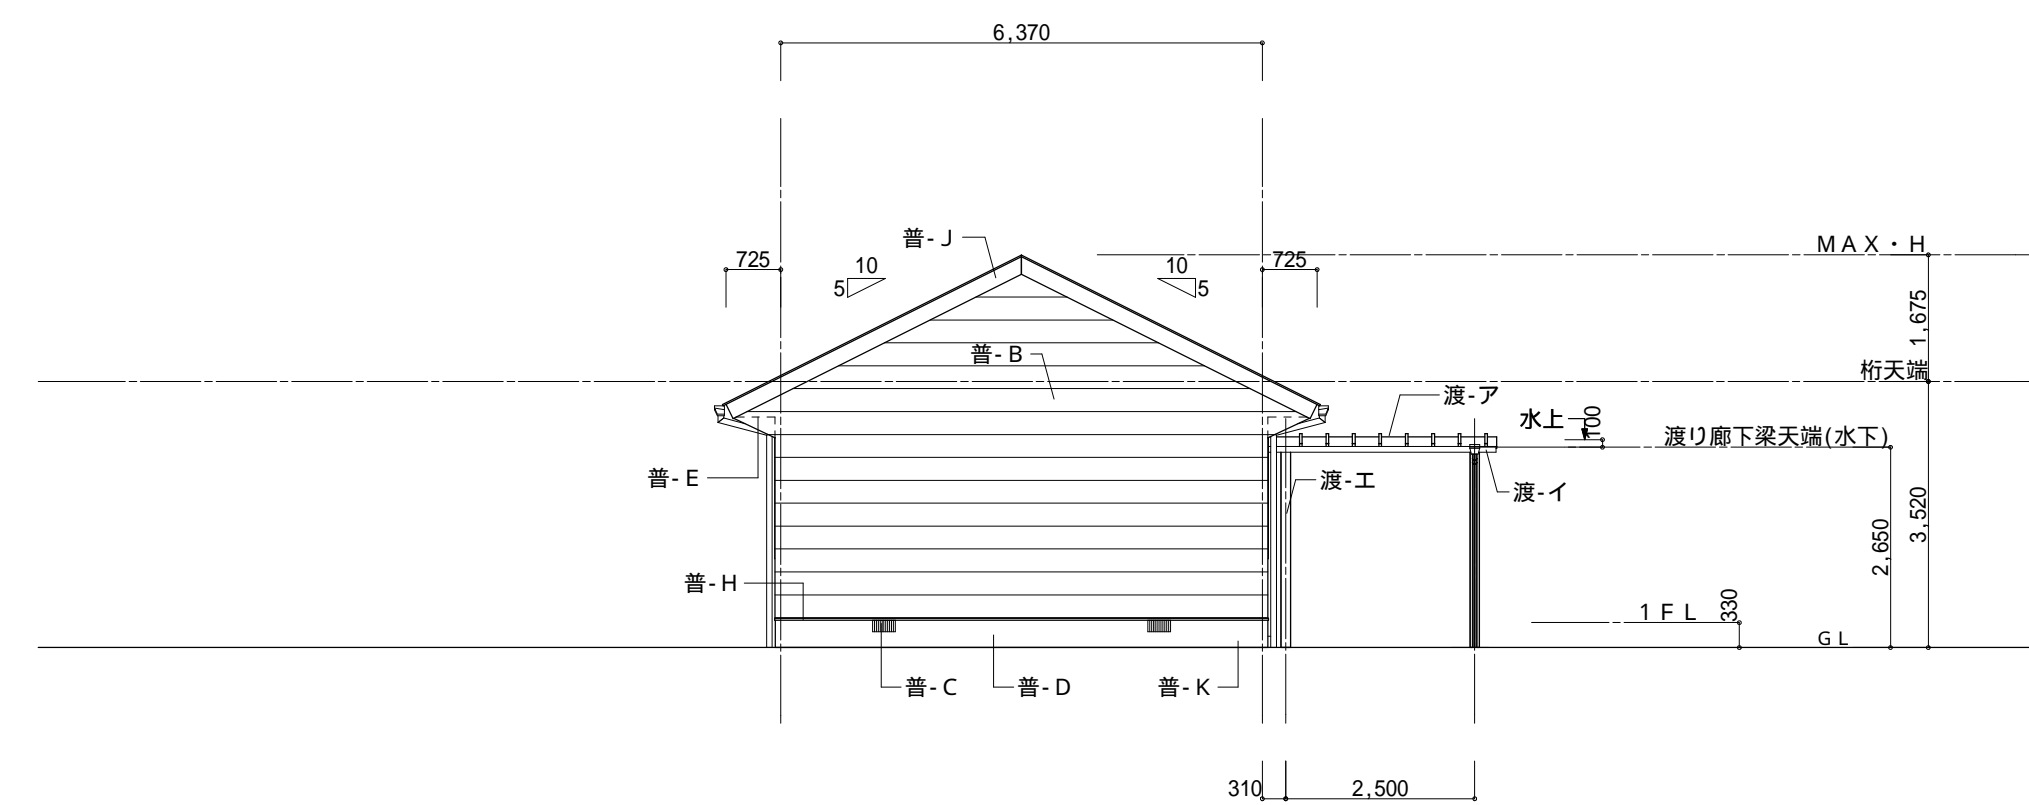 6,370
普-J
MAX・H
725
10
5
10
5
725
1,675
普-B
桁天端
渡-ア
水上
100
渡り廊下梁天端(水下)
普-E
渡-エ
渡-イ
3,520
2,650
普-H
1FL
330
GL
普-C
普-D
普-K
310
2,500